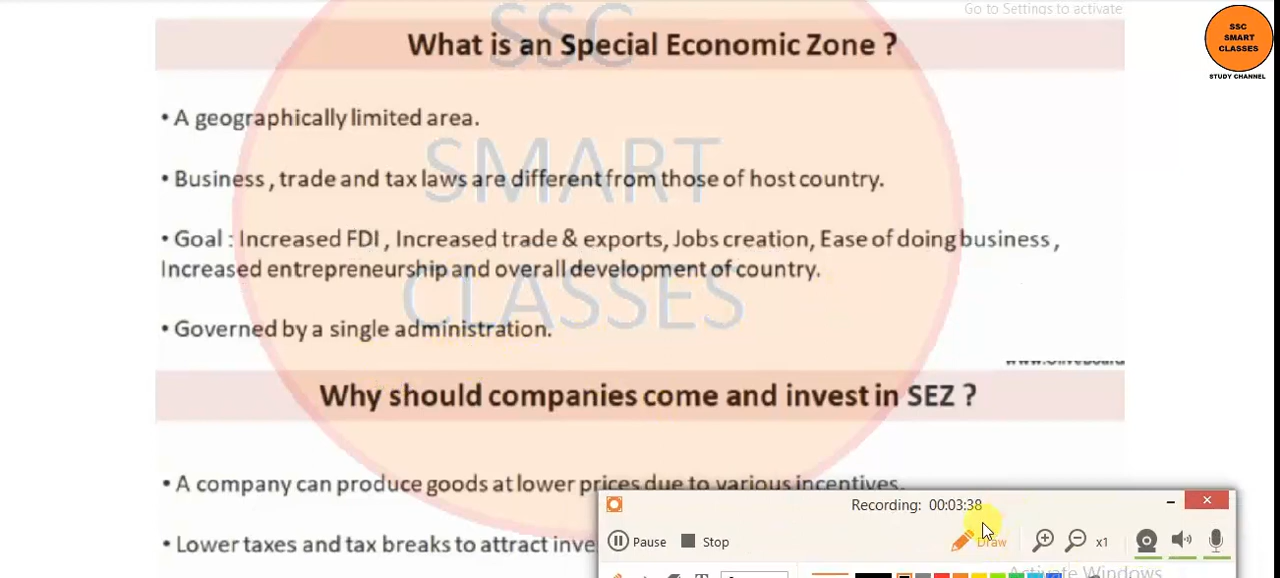 Go to Settings to activate
SSC
SMART
CLASSES
STUDY CHANNEL
SSC
SMART
CLASSES
What is an Special Economic Zone ?
• A geographically limited area.
• Business , trade and tax laws are different from those of host country.
• Goal : Increased FDI , Increased trade & exports, Jobs creation, Ease of doing business ,
Increased entrepreneurship and overall development of country.
• Governed by a single administration.
Why should companies come and invest in SEZ ?
• A company can produce goods at lower prices due to various incentives.
• Lower taxes and tax breaks to attract
Recording: 00:03:38
Pause Stop Draw x1
Activate Windows